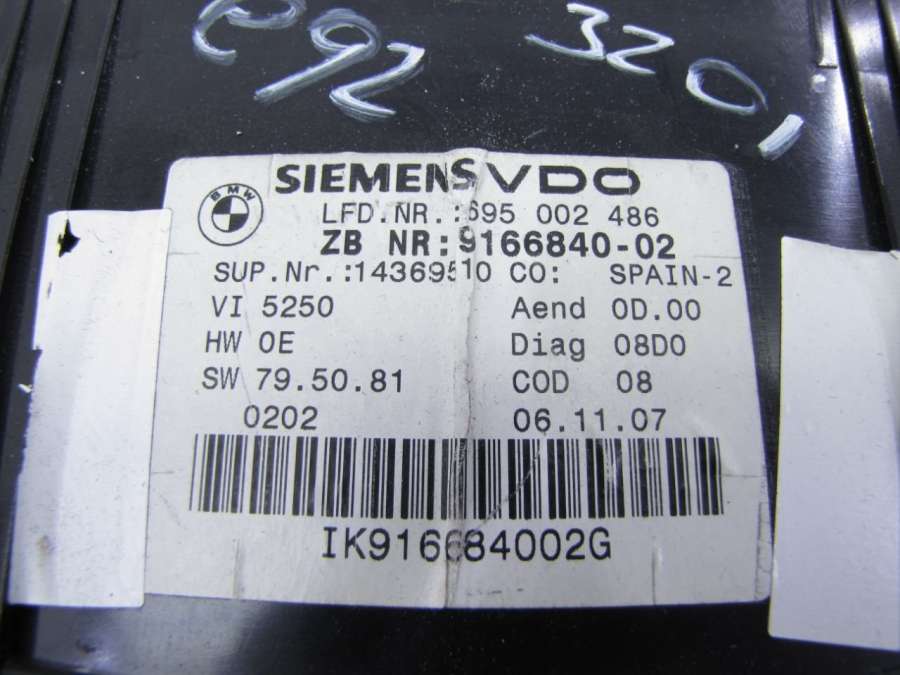 e92 320,
SIEMENS VDO
BMW
LFD.NR.:695 002 486
ZB NR:9166840-02
SUP.Nr.:14369510 CO: SPAIN-2
VI 5250 Aend 0D.00
HW 0E Diag 08D0
SW 79.50.81 COD 08
0202 06.11.07
IK916684002G